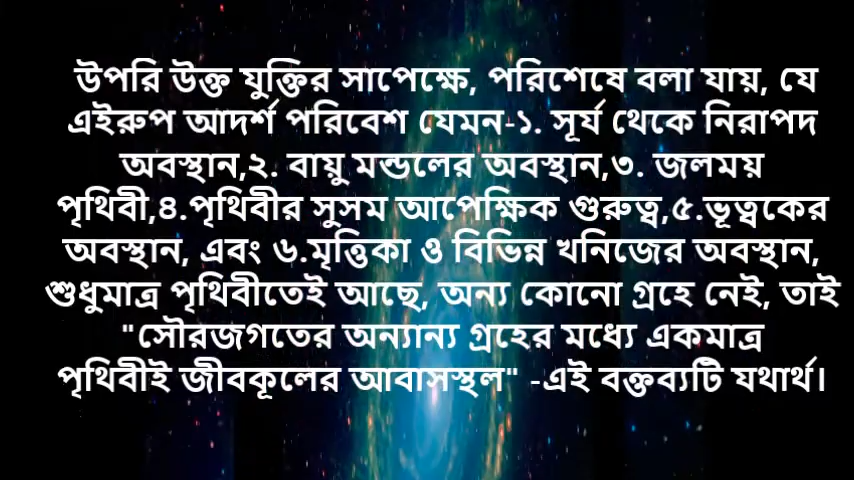 উপরি উক্ত যুক্তির সাপেক্ষে, পরিশেষে বলা যায়, যে
এইরুপ আদর্শ পরিবেশ যেমন-১. সূর্য থেকে নিরাপদ
অবস্থান,২. বায়ু মন্ডলের অবস্থান,৩. জলময়
পৃথিবী,৪.পৃথিবীর সুসম আপেক্ষিক গুরুত্ব,৫.ভূত্বকের
অবস্থান, এবং ৬.মৃত্তিকা ও বিভিন্ন খনিজের অবস্থান,
শুধুমাত্র পৃথিবীতেই আছে, অন্য কোনো গ্রহে নেই, তাই
"সৌরজগতের অন্যান্য গ্রহের মধ্যে একমাত্র
পৃথিবীই জীবকূলের আবাসস্থল" -এই বক্তব্যটি যথার্থ।